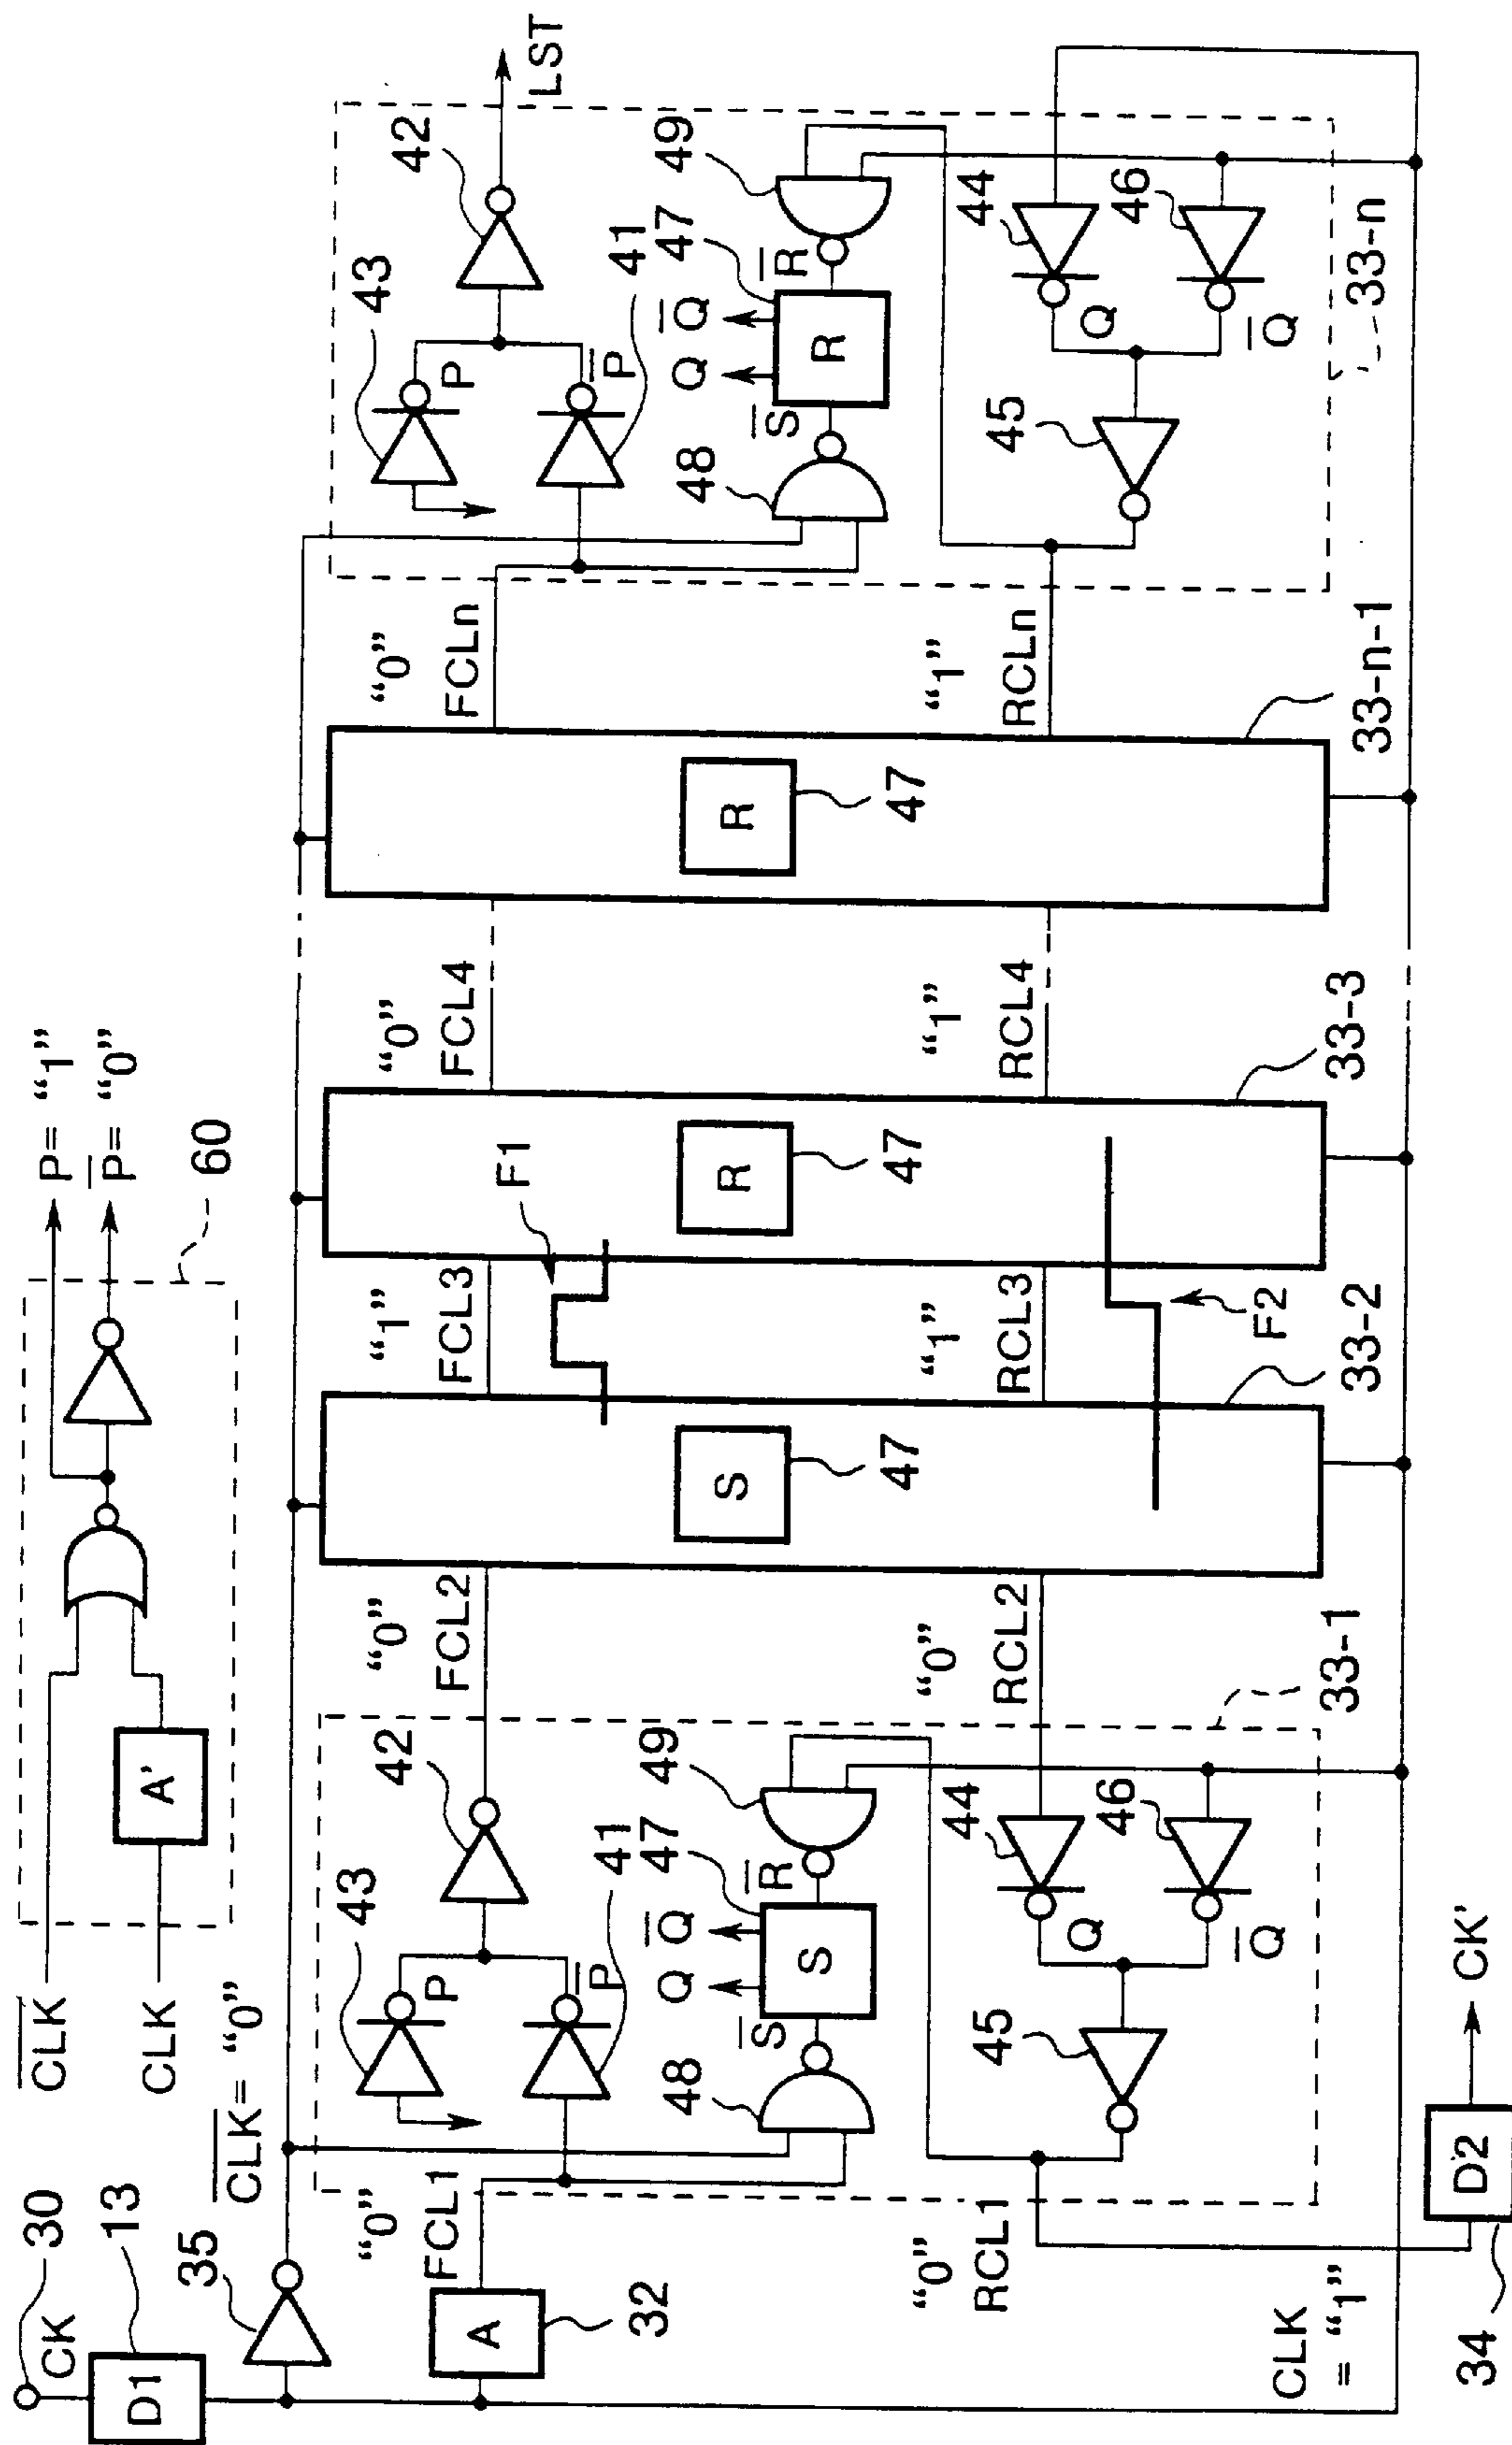 CLK
CLK
A'
60
P= “1”
P= “0”
30
CK
D1
13
35
CLK= “0”
A
32
“0”
FCL1
43
P
P
41
42
48
S
Q
Q
S
47
R
49
45
44
Q
46
Q
“0”
RCL1
33-1
“0”
FCL2
“0”
RCL2
S
47
33-2
“1”
FCL3
F1
“1”
RCL3
F2
R
47
33-3
“0”
FCL4
“1”
RCL4
R
47
33-n-1
“0”
FCLn
“1”
RCLn
43
P
P
41
42
LST
48
S
Q
Q
R
47
R
49
45
44
Q
46
Q
33-n
CLK
= “1”
34
D2
CK'